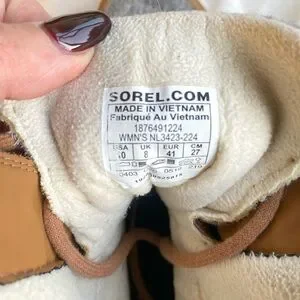 SOREL.COM
MADE IN VIETNAM
Fabriqué Au Vietnam
1876491224
WMN'S NL3423-224
USA UK EUR CM
10 8 41 27